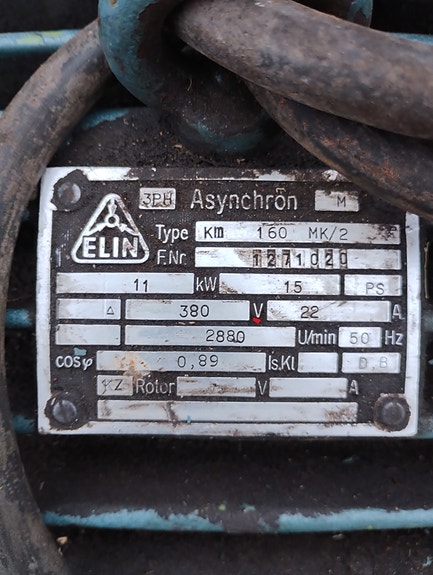 3PH Asynchrön M
ELIN
Type Km 160 MK/2
F.Nr. 1271020
11 kW 15 PS
Δ 380 V 22 A
2880 U/min 50 Hz
cosφ 0,89 Is.Kl D.B
KZ Rotor V A